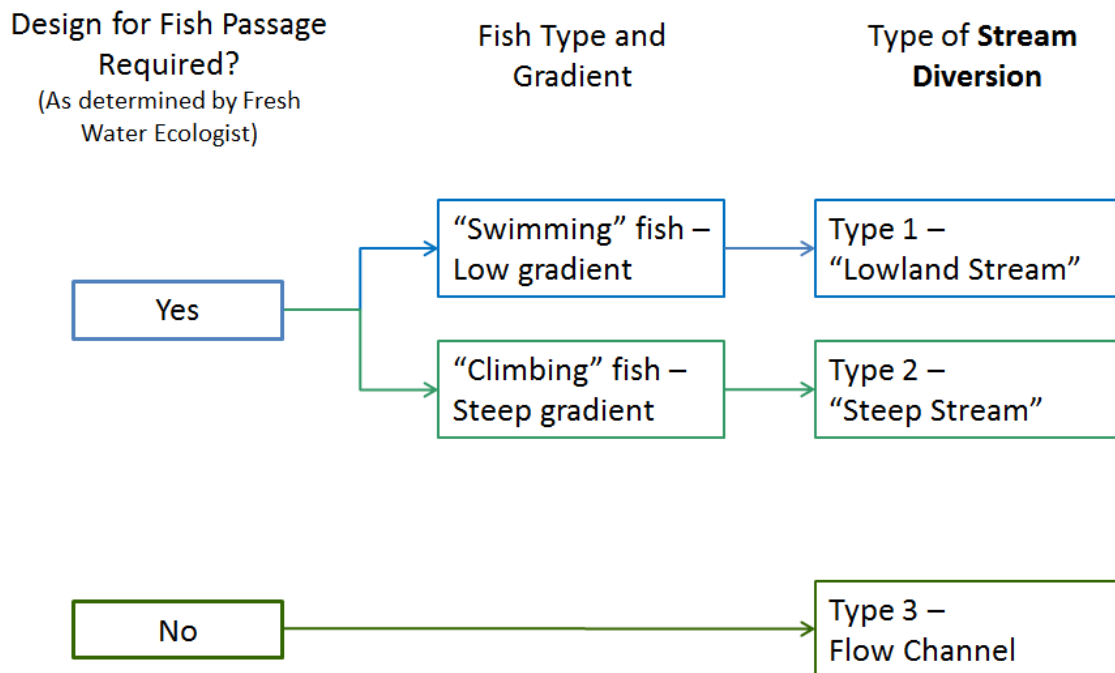 Design for Fish Passage
Required?
(As determined by Fresh
Water Ecologist)
Fish Type and
Gradient
Type of Stream
Diversion
Yes
“Swimming” fish –
Low gradient
Type 1 –
“Lowland Stream”
“Climbing” fish –
Steep gradient
Type 2 –
“Steep Stream”
No
Type 3 –
Flow Channel